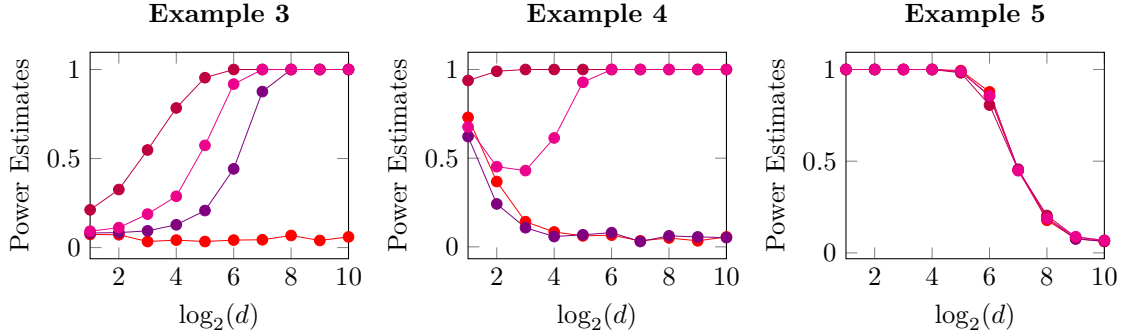 Example 3
Power Estimates
1
0.5
0
2 4 6 8 10
log₂(d)
Example 4
Power Estimates
1
0.5
0
2 4 6 8 10
log₂(d)
Example 5
Power Estimates
1
0.5
0
2 4 6 8 10
log₂(d)